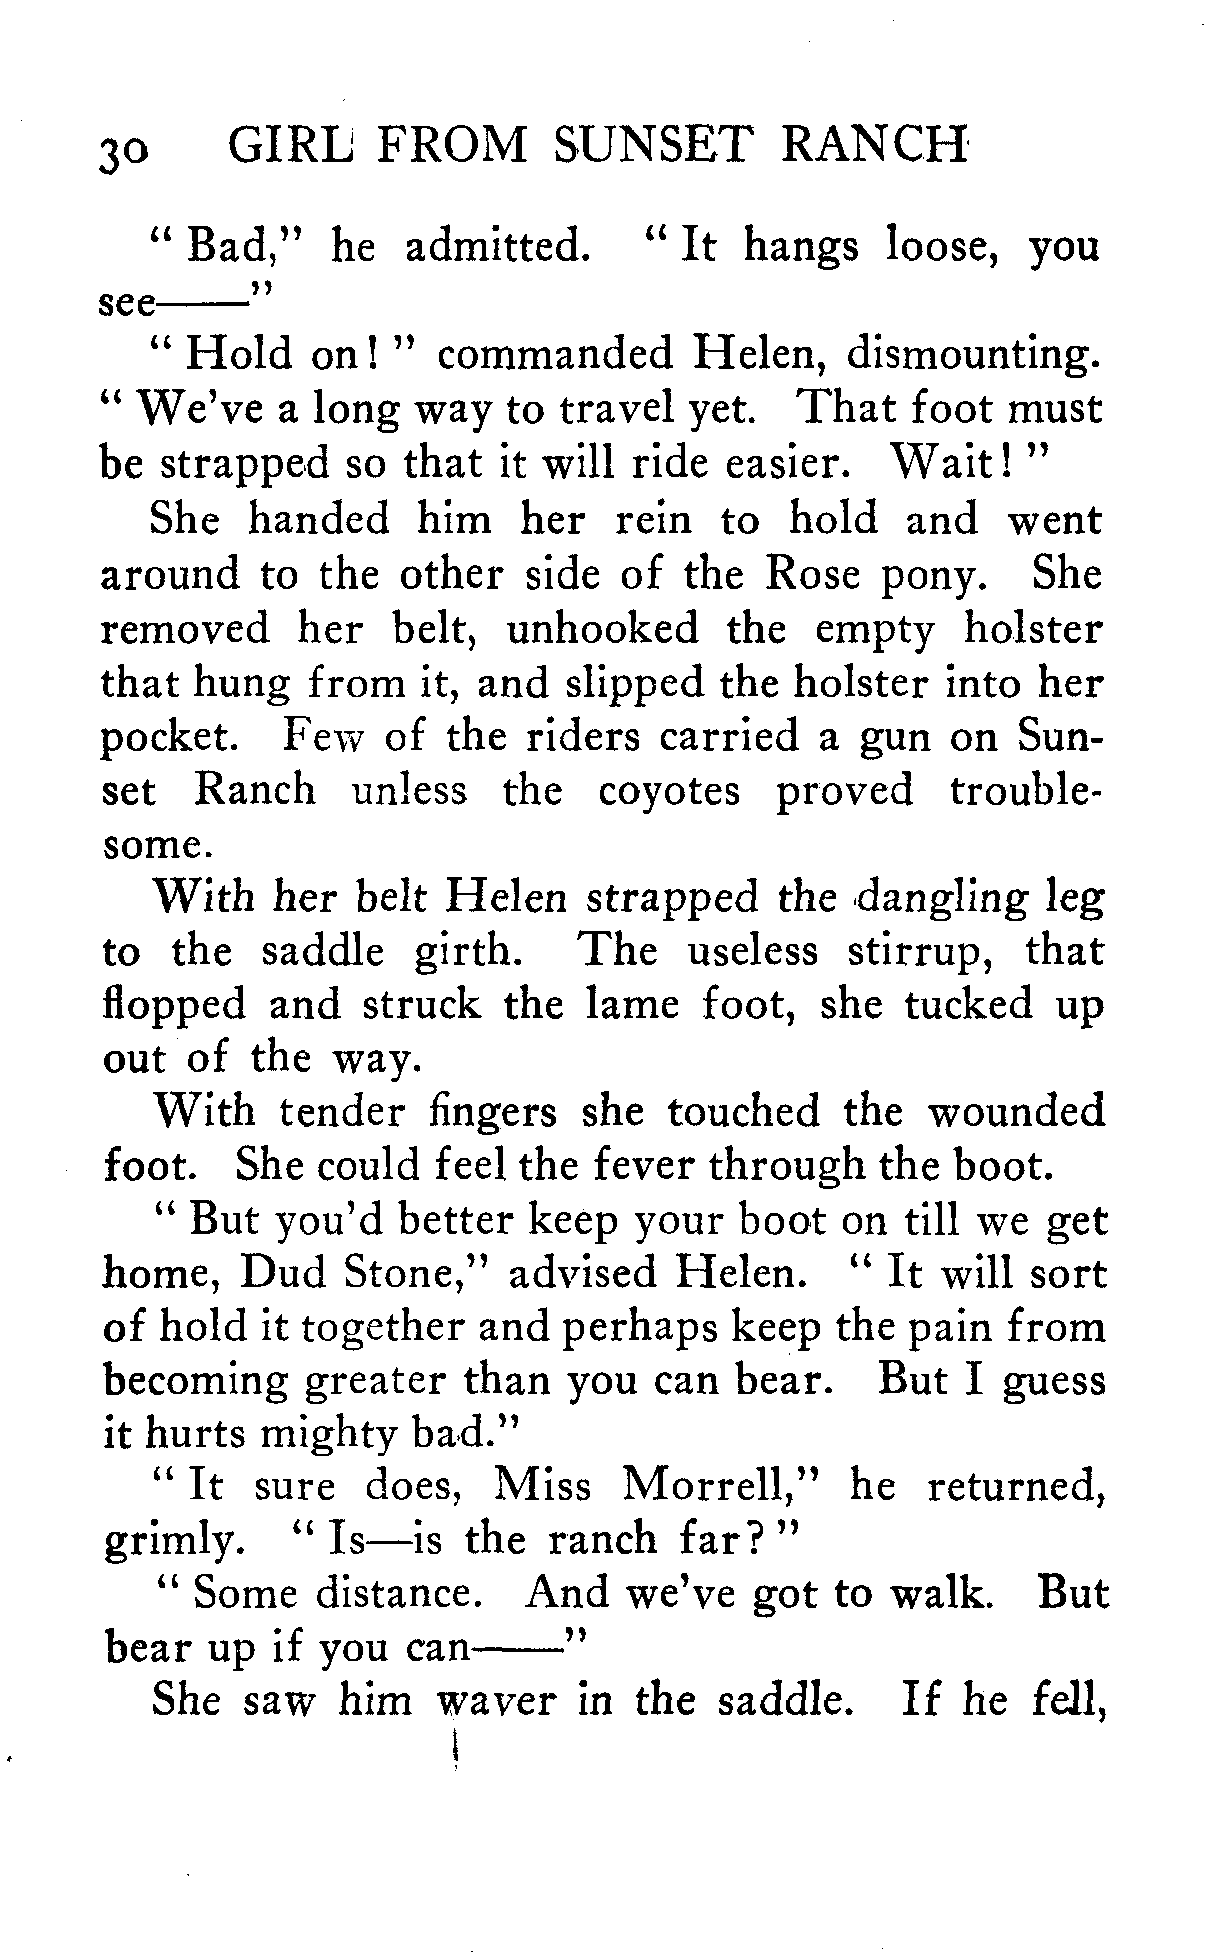 30 GIRL FROM SUNSET RANCH
" Bad," he admitted. " It hangs loose, you
see——"
" Hold on! " commanded Helen, dismounting.
" We've a long way to travel yet. That foot must
be strapped so that it will ride easier. Wait! "
She handed him her rein to hold and went
around to the other side of the Rose pony. She
removed her belt, unhooked the empty holster
that hung from it, and slipped the holster into her
pocket. Few of the riders carried a gun on Sun-
set Ranch unless the coyotes proved trouble-
some.
With her belt Helen strapped the dangling leg
to the saddle girth. The useless stirrup, that
flopped and struck the lame foot, she tucked up
out of the way.
With tender fingers she touched the wounded
foot. She could feel the fever through the boot.
" But you'd better keep your boot on till we get
home, Dud Stone," advised Helen. " It will sort
of hold it together and perhaps keep the pain from
becoming greater than you can bear. But I guess
it hurts mighty bad."
" It sure does, Miss Morrell," he returned,
grimly. " Is—is the ranch far? "
" Some distance. And we've got to walk. But
bear up if you can——"
She saw him waver in the saddle. If he fell,